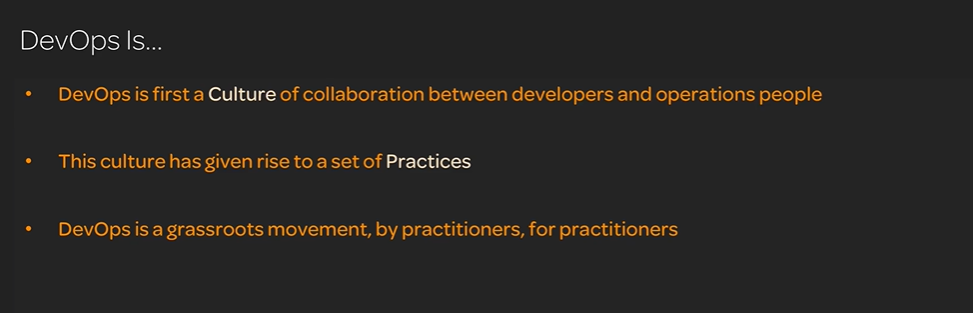 DevOps Is...
• DevOps is first a Culture of collaboration between developers and operations people
• This culture has given rise to a set of Practices
• DevOps is a grassroots movement, by practitioners, for practitioners